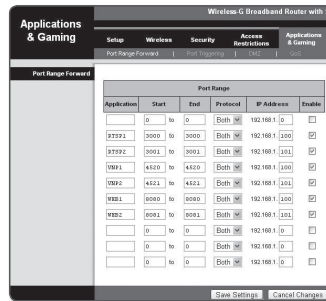 Wireless-G Broadband Router with
Applications & Gaming
Setup Wireless Security Access Restrictions Applications & Gaming
Port Range Forward | Port Triggering | DMZ | QoS
Port Range Forward
Port Range
Application Start End Protocol IP Address Enable
0 to 0 Both 192.168.1. 0
RTSP1 3000 to 3000 Both 192.168.1. 100
RTSP2 3001 to 3001 Both 192.168.1. 101
VNP1 4520 to 4520 Both 192.168.1. 100
VNP2 4521 to 4521 Both 192.168.1. 101
WEB1 8080 to 8080 Both 192.168.1. 100
WEB2 8081 to 8081 Both 192.168.1. 101
0 to 0 Both 192.168.1. 0
0 to 0 Both 192.168.1. 0
0 to 0 Both 192.168.1. 0
Save Settings Cancel Changes